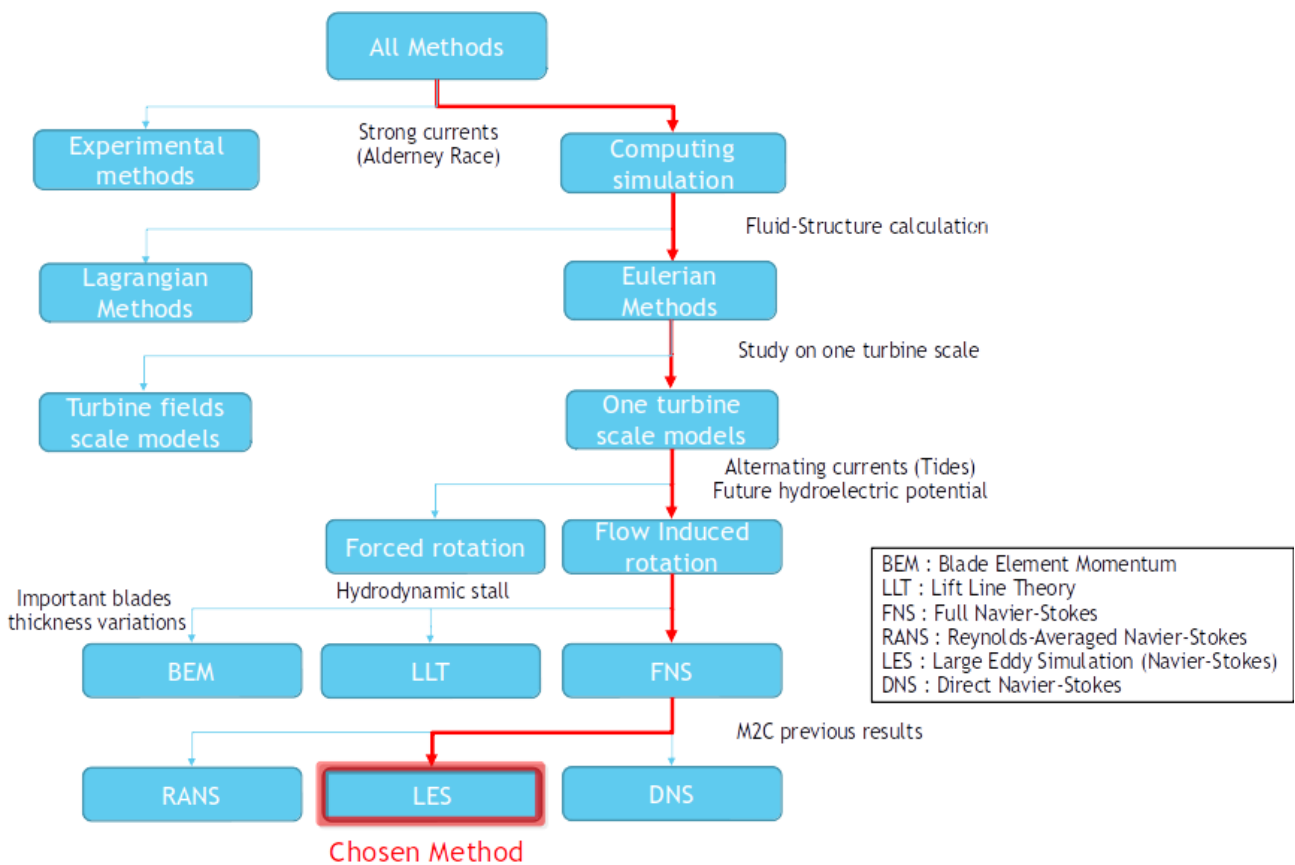 All Methods
Strong currents
(Alderney Race)
Experimental
methods
Computing
simulation
Fluid-Structure calculation
Lagrangian
Methods
Eulerian
Methods
Study on one turbine scale
Turbine fields
scale models
One turbine
scale models
Alternating currents (Tides)
Future hydroelectric potential
Forced rotation
Flow Induced
rotation
Important blades
thickness variations
Hydrodynamic stall
BEM
LLT
FNS
M2C previous results
RANS
LES
DNS
Chosen Method
BEM : Blade Element Momentum
LLT : Lift Line Theory
FNS : Full Navier-Stokes
RANS : Reynolds-Averaged Navier-Stokes
LES : Large Eddy Simulation (Navier-Stokes)
DNS : Direct Navier-Stokes